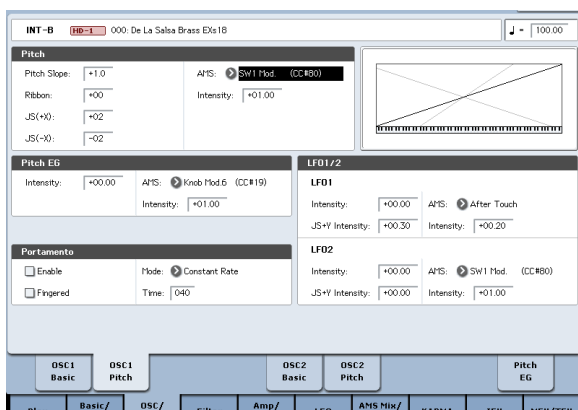 INT-B HD-1 000: De La Salsa Brass EXs18 ♩ = 100.00
Pitch
Pitch Slope: +1.0 AMS: SW1 Mod. (CC#80)
Ribbon: +00 Intensity: +01.00
JS(+X): +02
JS(-X): -02
Pitch EG
Intensity: +00.00 AMS: Knob Mod.6 (CC#19)
Intensity: +01.00
LFO1/2
LFO1
Intensity: +00.00 AMS: After Touch
JS+Y Intensity: +00.30 Intensity: +00.20
LFO2
Intensity: +00.00 AMS: SW1 Mod. (CC#80)
JS+Y Intensity: +00.00 Intensity: +01.00
Portamento
Enable Mode: Constant Rate
Fingered Time: 040
OSC1 Basic
OSC1 Pitch
OSC2 Basic
OSC2 Pitch
Pitch EG
Basic/
OSC/
Amp/
AMS Mix/